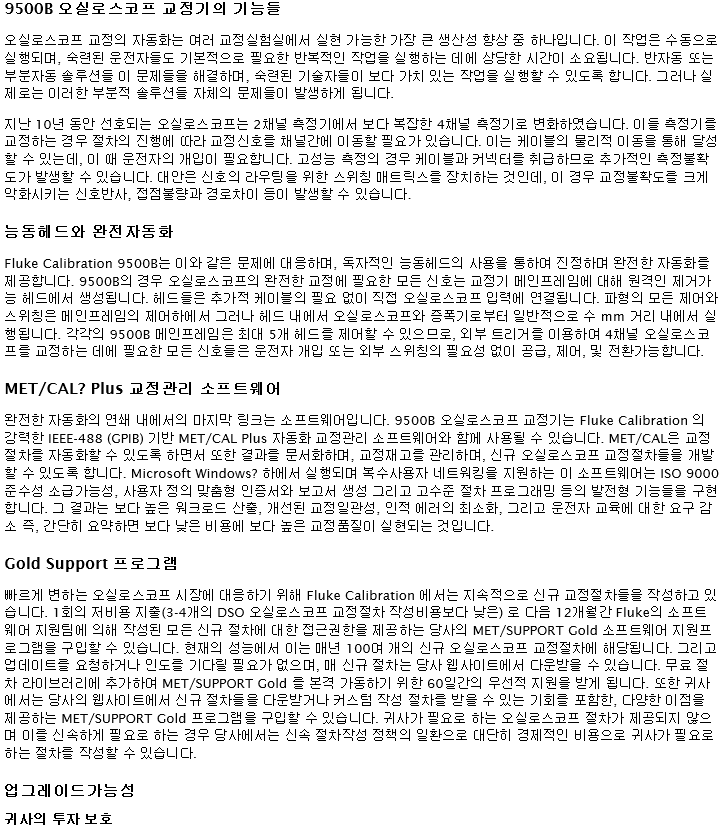 9500B 오실로스코프 교정기의 기능들
오실로스코프 교정의 자동화는 여러 교정실험실에서 실현 가능한 가장 큰 생산성 향상 중 하나입니다. 이 작업은 수동으로
실행되며, 숙련된 운전자들도 기본적으로 필요한 반복적인 작업을 실행하는 데에 상당한 시간이 소요됩니다. 반자동 또는
부분자동 솔루션들 이 문제들을 해결하며, 숙련된 기술자들이 보다 가치 있는 작업을 실행할 수 있도록 합니다. 그러나 실
제로는 이러한 부분적 솔루션들 자체의 문제들이 발생하게 됩니다.
지난 10년 동안 선호되는 오실로스코프는 2채널 측정기에서 보다 복잡한 4채널 측정기로 변화하였습니다. 이들 측정기를
교정하는 경우 절차의 진행에 따라 교정신호를 채널간에 이동할 필요가 있습니다. 이는 케이블의 물리적 이동을 통해 달성
할 수 있는데, 이 때 운전자의 개입이 필요합니다. 고성능 측정의 경우 케이블과 커넥터를 취급하므로 추가적인 측정불확
도가 발생할 수 있습니다. 대안은 신호의 라우팅을 위한 스위칭 매트릭스를 장치하는 것인데, 이 경우 교정불확도를 크게
악화시키는 신호반사, 접점불량과 경로차이 등이 발생할 수 있습니다.
능동헤드와 완전자동화
Fluke Calibration 9500B는 이와 같은 문제에 대응하며, 독자적인 능동헤드의 사용을 통하여 진정하며 완전한 자동화를
제공합니다. 9500B의 경우 오실로스코프의 완전한 교정에 필요한 모든 신호는 교정기 메인프레임에 대해 원격인 제거가
능 헤드에서 생성됩니다. 헤드들은 추가적 케이블의 필요 없이 직접 오실로스코프 입력에 연결됩니다. 파형의 모든 제어와
스위칭은 메인프레임의 제어하에서 그러나 헤드 내에서 오실로스코프와 증폭기로부터 일반적으로 수 mm 거리 내에서 실
행됩니다. 각각의 9500B 메인프레임은 최대 5개 헤드를 제어할 수 있으므로, 외부 트리거를 이용하여 4채널 오실로스코
프를 교정하는 데에 필요한 모든 신호들은 운전자 개입 또는 외부 스위칭의 필요성 없이 공급, 제어, 및 전환가능합니다.
MET/CAL? Plus 교정관리 소프트웨어
완전한 자동화의 연쇄 내에서의 마지막 링크는 소프트웨어입니다. 9500B 오실로스코프 교정기는 Fluke Calibration 의
강력한 IEEE-488 (GPIB) 기반 MET/CAL Plus 자동화 교정관리 소프트웨어와 함께 사용될 수 있습니다. MET/CAL은 교정
절차를 자동화할 수 있도록 하면서 또한 결과를 문서화하며, 교정재고를 관리하며, 신규 오실로스코프 교정절차들을 개발
할 수 있도록 합니다. Microsoft Windows? 하에서 실행되며 복수사용자 네트워킹을 지원하는 이 소프트웨어는 ISO 9000
준수성 소급가능성, 사용자 정의 맞춤형 인증서와 보고서 생성 그리고 고수준 절차 프로그래밍 등의 발전형 기능들을 구현
합니다. 그 결과는 보다 높은 워크로드 산출, 개선된 교정일관성, 인적 에러의 최소화, 그리고 운전자 교육에 대한 요구 감
소 즉, 간단히 요약하면 보다 낮은 비용에 보다 높은 교정품질이 실현되는 것입니다.
Gold Support 프로그램
빠르게 변하는 오실로스코프 시장에 대응하기 위해 Fluke Calibration 에서는 지속적으로 신규 교정절차들을 작성하고 있
습니다. 1회의 저비용 지출(3-4개의 DSO 오실로스코프 교정절차 작성비용보다 낮은) 로 다음 12개월간 Fluke의 소프트
웨어 지원팀에 의해 작성된 모든 신규 절차에 대한 접근권한을 제공하는 당사의 MET/SUPPORT Gold 소프트웨어 지원프
로그램을 구입할 수 있습니다. 현재의 성능에서 이는 매년 100여 개의 신규 오실로스코프 교정절차에 해당됩니다. 그리고
업데이트를 요청하거나 인도를 기다릴 필요가 없으며, 매 신규 절차는 당사 웹사이트에서 다운받을 수 있습니다. 무료 절
차 라이브러리에 추가하여 MET/SUPPORT Gold 를 본격 가동하기 위한 60일간의 우선적 지원을 받게 됩니다. 또한 귀사
에서는 당사의 웹사이트에서 신규 절차들을 다운받거나 커스텀 작성 절차를 받을 수 있는 기회를 포함한, 다양한 이점을
제공하는 MET/SUPPORT Gold 프로그램을 구입할 수 있습니다. 귀사가 필요로 하는 오실로스코프 절차가 제공되지 않으
며 이를 신속하게 필요로 하는 경우 당사에서는 신속 절차작성 정책의 일환으로 대단히 경제적인 비용으로 귀사가 필요로
하는 절차를 작성할 수 있습니다.
업그레이드가능성
귀사의 투자 보호